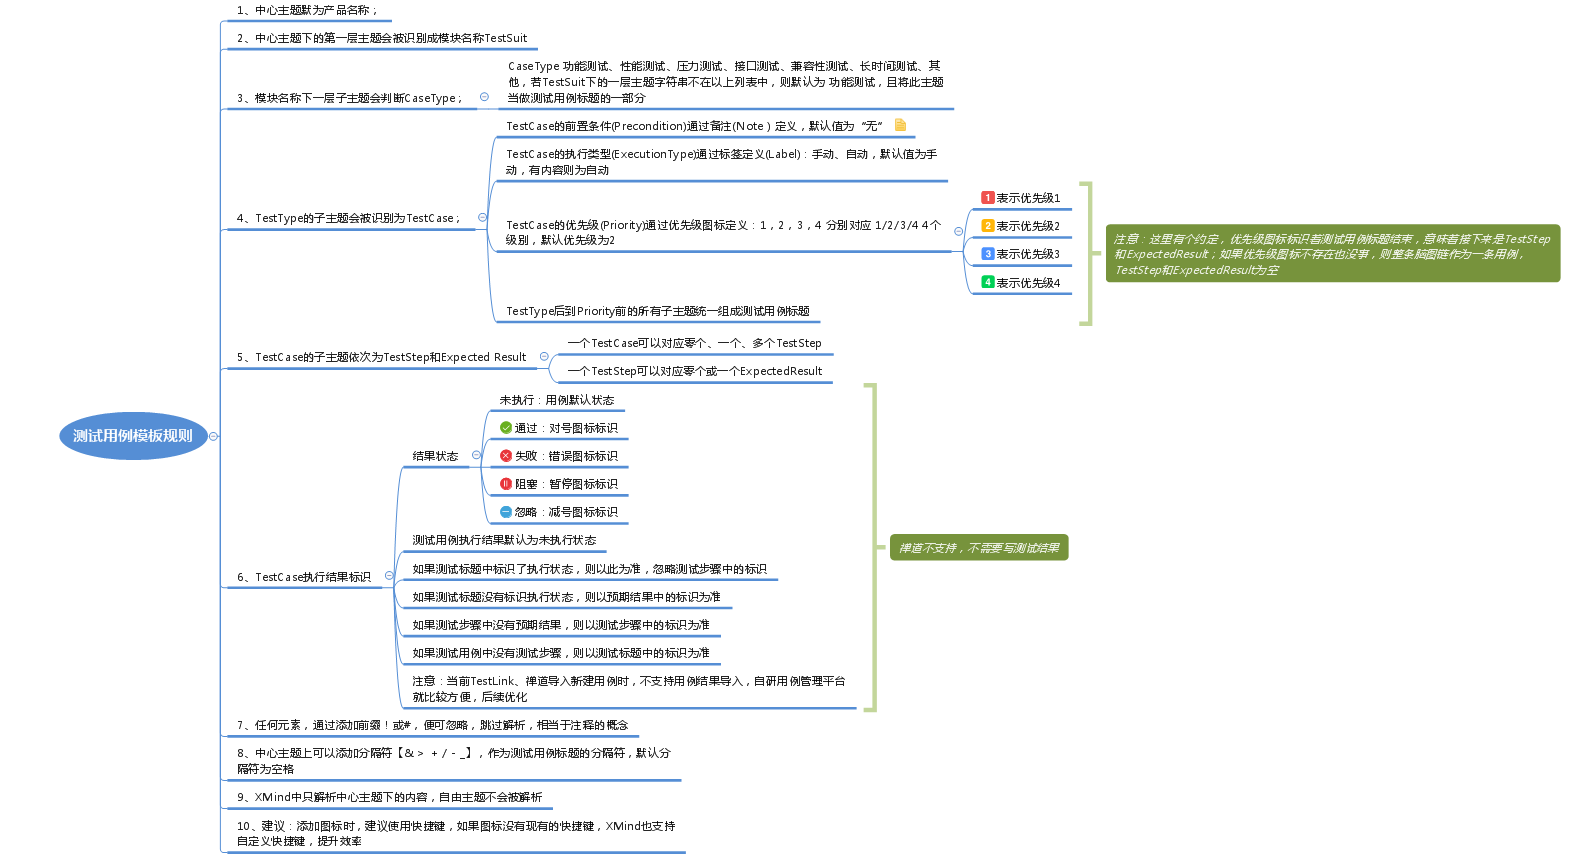 1、中心主题默为产品名称；
2、中心主题下的第一层主题会被识别成模块名称TestSuit
CaseType 功能测试、性能测试、压力测试、接口测试、兼容性测试、长时间测试、其
他，若TestSuit下的一层主题字符串不在以上列表中，则默认为 功能测试，且将此主题
当做测试用例标题的一部分
3、模块名称下一层子主题会判断CaseType；
TestCase的前置条件(Precondition)通过备注(Note）定义，默认值为“无”
TestCase的执行类型(ExecutionType)通过标签定义(Label)：手动、自动，默认值为手
动，有内容则为自动
4、TestType的子主题会被识别为TestCase；
TestCase的优先级(Priority)通过优先级图标定义：1，2，3，4 分别对应 1/2/3/4 4个
级别，默认优先级为2
1 表示优先级1
2 表示优先级2
3 表示优先级3
4 表示优先级4
注意：这里有个约定，优先级图标标识着测试用例标题结束，意味着接下来是TestStep
和ExpectedResult；如果优先级图标不存在也没事，则整条脑图链作为一条用例，
TestStep和ExpectedResult为空
TestType后到Priority前的所有子主题统一组成测试用例标题
5、TestCase的子主题依次为TestStep和Expected Result
一个TestCase可以对应零个、一个、多个TestStep
一个TestStep可以对应零个或一个ExpectedResult
测试用例模板规则
6、TestCase执行结果标识
结果状态
未执行：用例默认状态
通过：对号图标标识
失败：错误图标标识
阻塞：暂停图标标识
忽略：减号图标标识
测试用例执行结果默认为未执行状态
如果测试标题中标识了执行状态，则以此为准，忽略测试步骤中的标识
如果测试标题没有标识执行状态，则以预期结果中的标识为准
如果测试步骤中没有预期结果，则以测试步骤中的标识为准
如果测试用例中没有测试步骤，则以测试标题中的标识为准
注意：当前TestLink、禅道导入新建用例时，不支持用例结果导入，自研用例管理平台
就比较方便，后续优化
禅道不支持，不需要写测试结果
7、任何元素，通过添加前缀！或#，便可忽略，跳过解析，相当于注释的概念
8、中心主题上可以添加分隔符【& > + / - _】，作为测试用例标题的分隔符，默认分
隔符为空格
9、XMind中只解析中心主题下的内容，自由主题不会被解析
10、建议：添加图标时，建议使用快捷键，如果图标没有现有的快捷键，XMind也支持
自定义快捷键，提升效率